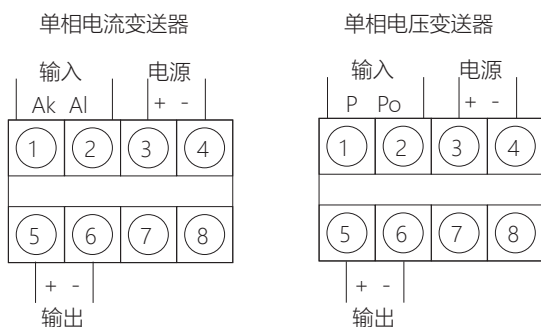 单相电流变送器
输入 电源
Ak Al + -
1 2 3 4
5 6 7 8
+ -
输出
单相电压变送器
输入 电源
P Po + -
1 2 3 4
5 6 7 8
+ -
输出